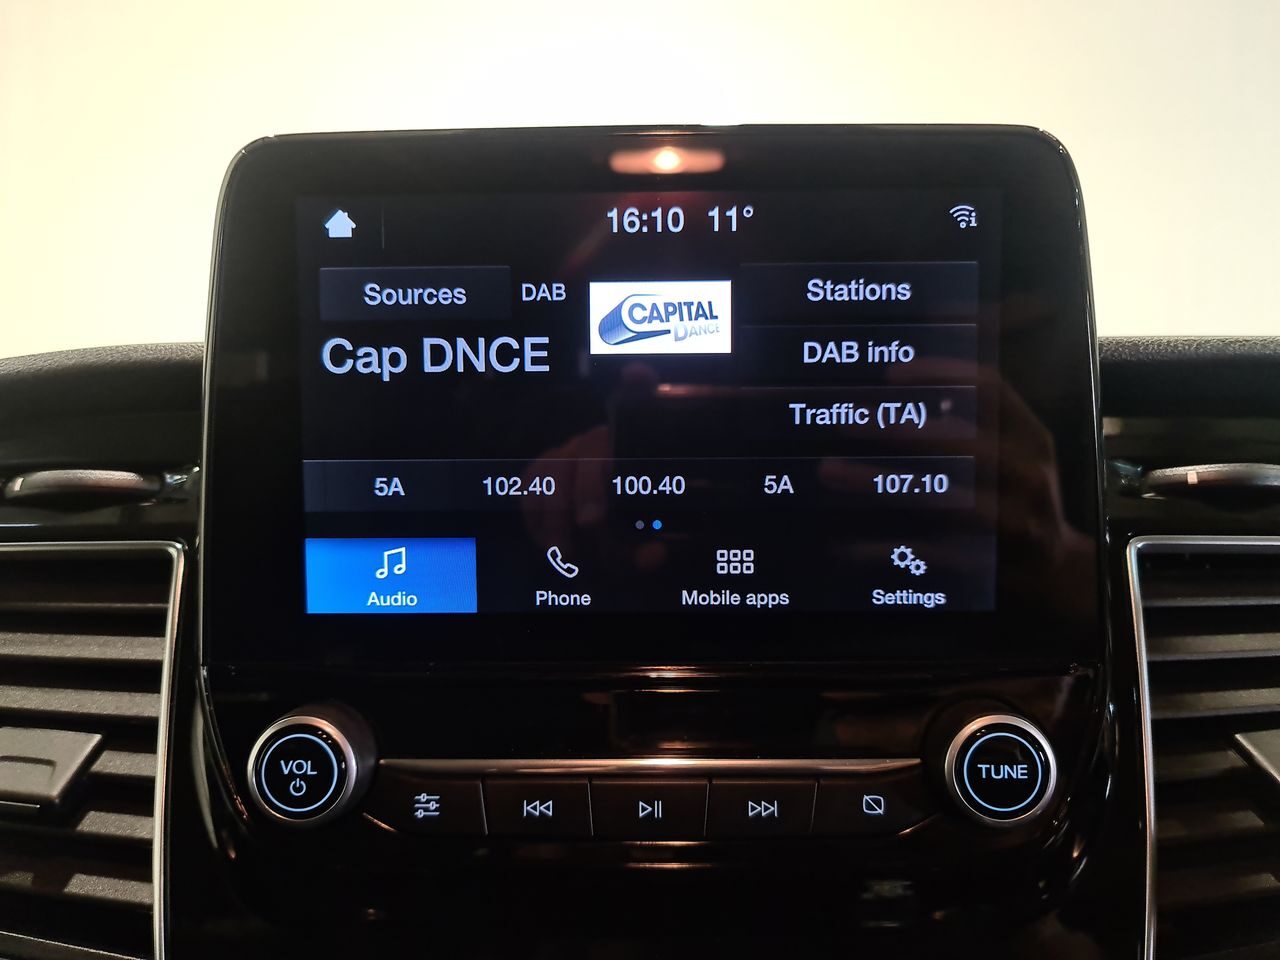 16:10 11°
Sources DAB
CAPITAL
DANCE
Stations
Cap DNCE
DAB info
Traffic (TA)
5A 102.40 100.40 5A 107.10
Audio Phone Mobile apps Settings
VOL
TUNE